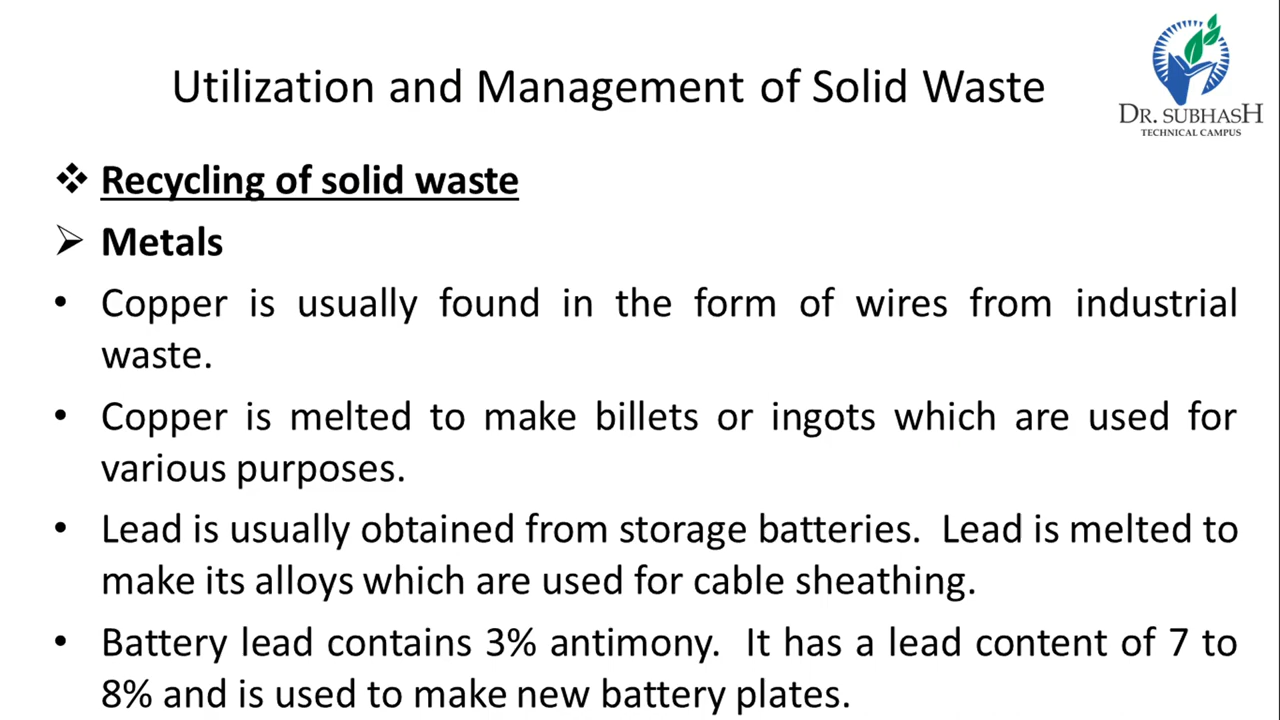 Utilization and Management of Solid Waste
DR. SUBHASH
TECHNICAL CAMPUS
❖ Recycling of solid waste
➢ Metals
• Copper is usually found in the form of wires from industrial
waste.
• Copper is melted to make billets or ingots which are used for
various purposes.
• Lead is usually obtained from storage batteries. Lead is melted to
make its alloys which are used for cable sheathing.
• Battery lead contains 3% antimony. It has a lead content of 7 to
8% and is used to make new battery plates.